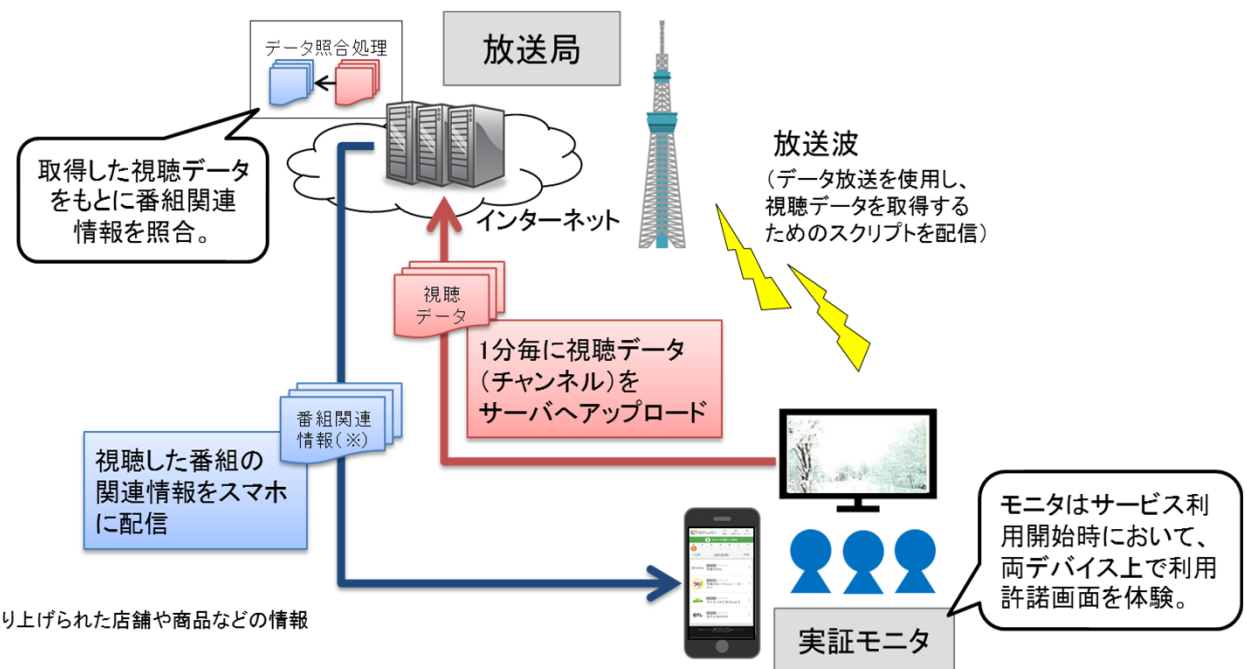 データ照合処理
放送局
取得した視聴データ
をもとに番組関連
情報を照合。
インターネット
放送波
（データ放送を使用し、
視聴データを取得する
ためのスクリプトを配信）
視聴
データ
1分毎に視聴データ
（チャンネル）を
サーバへアップロード
番組関連
情報（※）
視聴した番組の
関連情報をスマホ
に配信
モニタはサービス利
用開始時において、
両デバイス上で利用
許諾画面を体験。
実証モニタ
り上げられた店舗や商品などの情報